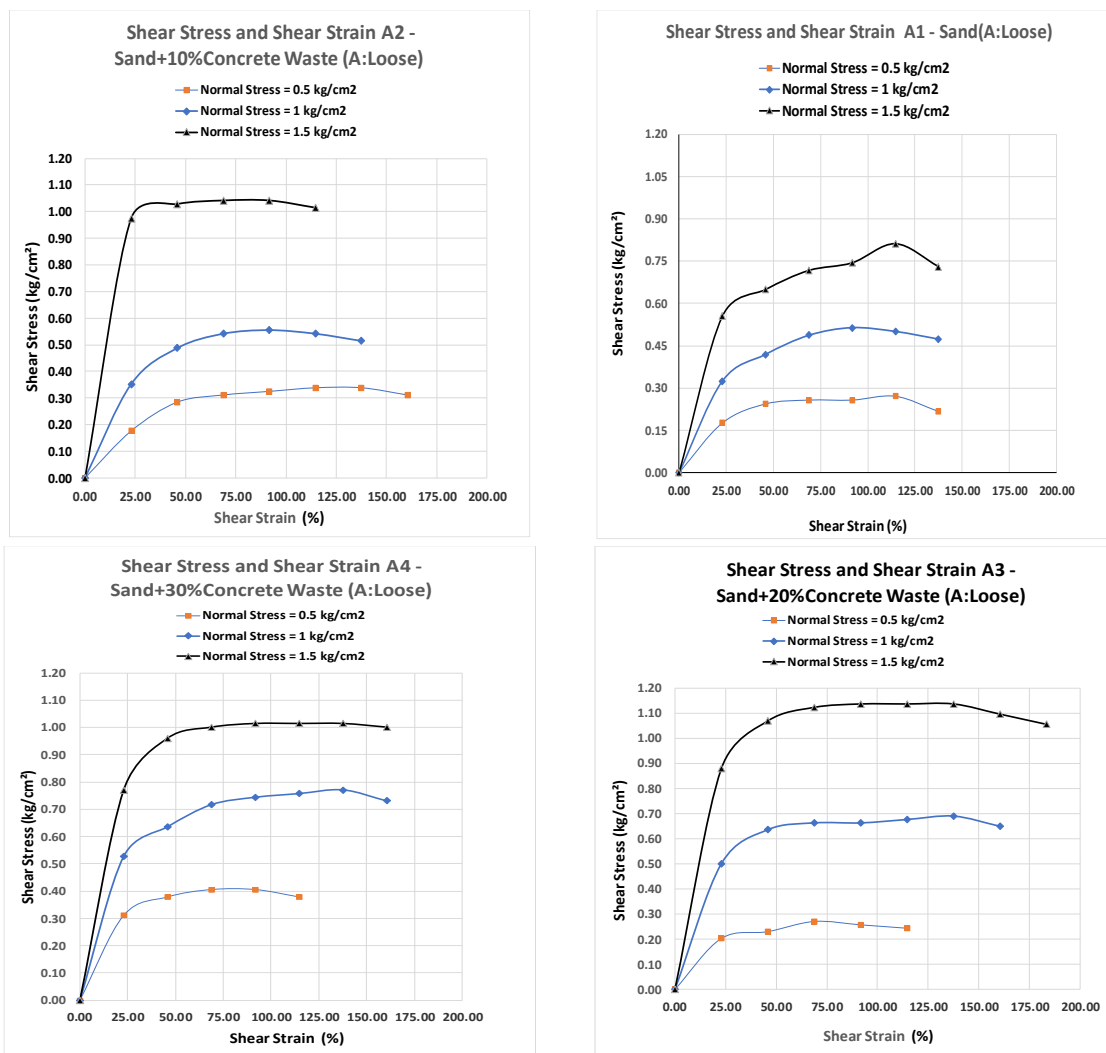 Shear Stress and Shear Strain A2 -
Sand+10%Concrete Waste (A:Loose)
Normal Stress = 0.5 kg/cm2
Normal Stress = 1 kg/cm2
Normal Stress = 1.5 kg/cm2
1.20
1.10
1.00
0.90
0.80
0.70
0.60
0.50
0.40
0.30
0.20
0.10
0.00
Shear Stress (kg/cm²)
0.00 25.00 50.00 75.00 100.00 125.00 150.00 175.00 200.00
Shear Strain (%)
Shear Stress and Shear Strain A1 - Sand(A:Loose)
Normal Stress = 0.5 kg/cm2
Normal Stress = 1 kg/cm2
Normal Stress = 1.5 kg/cm2
1.20
1.05
0.90
0.75
0.60
0.45
0.30
0.15
0.00
Shear Stress (kg/cm²)
0.00 25.00 50.00 75.00 100.00 125.00 150.00 175.00 200.00
Shear Strain (%)
Shear Stress and Shear Strain A4 -
Sand+30%Concrete Waste (A:Loose)
Normal Stress = 0.5 kg/cm2
Normal Stress = 1 kg/cm2
Normal Stress = 1.5 kg/cm2
1.20
1.10
1.00
0.90
0.80
0.70
0.60
0.50
0.40
0.30
0.20
0.10
0.00
Shear Stress (kg/cm²)
0.00 25.00 50.00 75.00 100.00 125.00 150.00 175.00 200.00
Shear Strain (%)
Shear Stress and Shear Strain A3 -
Sand+20%Concrete Waste (A:Loose)
Normal Stress = 0.5 kg/cm2
Normal Stress = 1 kg/cm2
Normal Stress = 1.5 kg/cm2
1.20
1.10
1.00
0.90
0.80
0.70
0.60
0.50
0.40
0.30
0.20
0.10
0.00
Shear Stress (kg/cm²)
0.00 25.00 50.00 75.00 100.00 125.00 150.00 175.00 200.00
Shear Strain (%)